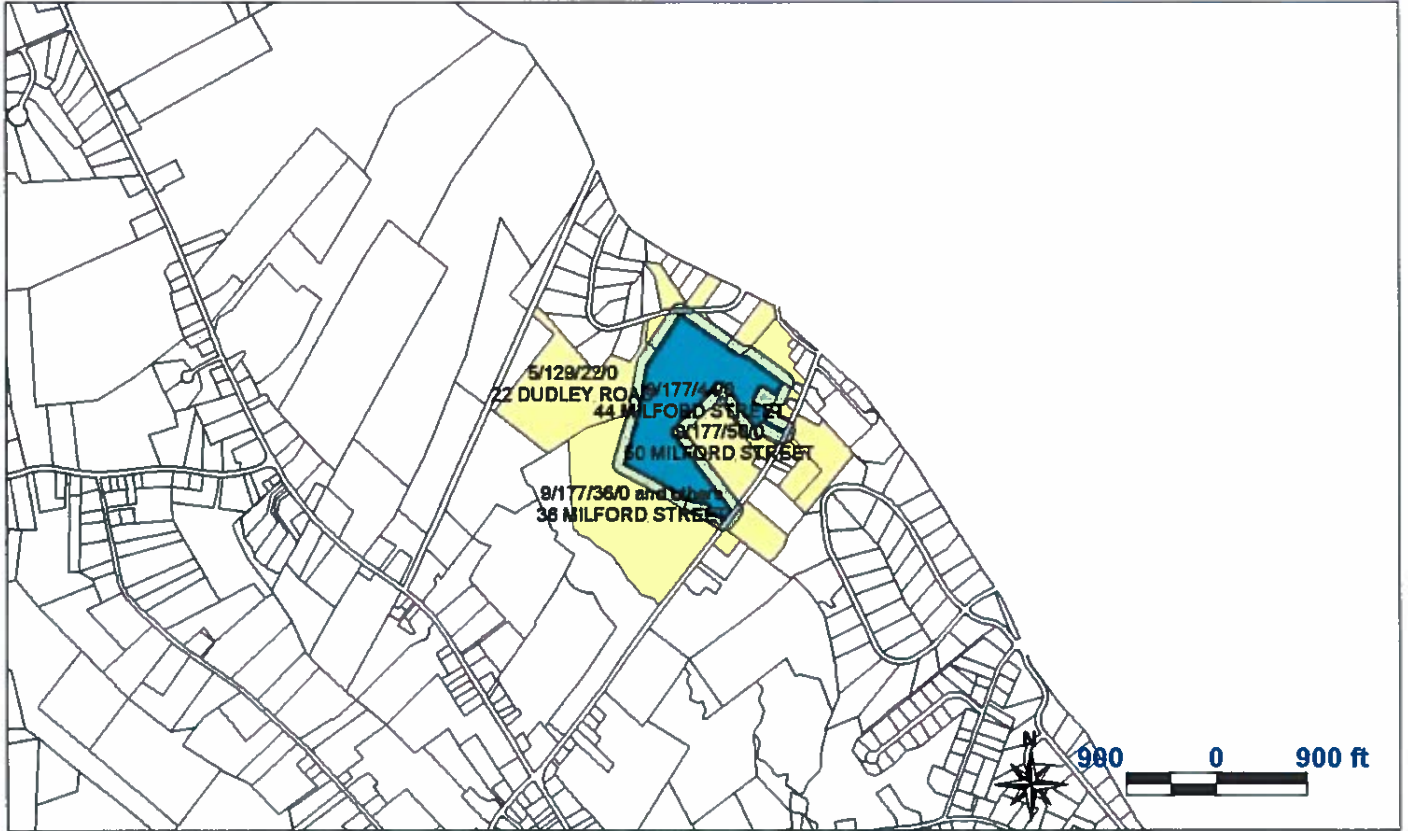 5/129/22/0
22 DUDLEY
44 MILFORD STREET
50 MILFORD STREET
9/177/36/0 and others
36 MILFORD STREET
N
900 0 900 ft